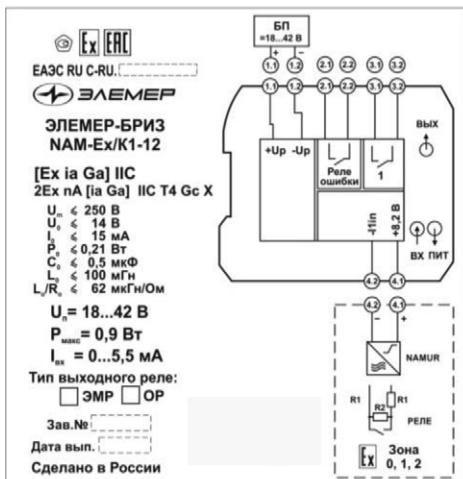 Ex EAC
ЕАЭС RU C-RU.
ЭЛЕМЕР
ЭЛЕМЕР-БРИЗ
NAM-Ex/K1-12
[Ex ia Ga] IIC
2Ex nA [ia Ga] IIC T4 Gc X
Um ≤ 250 В
U₀ ≤ 14 В
I₀ ≤ 15 мА
P₀ ≤ 0,21 Вт
C₀ ≤ 0,5 мкФ
L₀ ≤ 100 мГн
L₀/R₀ ≤ 62 мкГн/Ом
Uп = 18...42 В
Pмакс = 0,9 Вт
Iвх = 0...5,5 мА
Тип выходного реле:
ЭМР ОР
Зав.№
Дата вып.
Сделано в России
БП
=18...42 В
+ −
1.1 1.2 2.1 2.2 3.1 3.2
1.1 1.2 2.1 2.2 3.1 3.2
ВЫХ
+Up -Up
Реле
ошибки
1
-I1in
+8,2 В
ВХ ПИТ
4.2 4.1
4.2 4.1
− +
NAMUR
R1 R1
R2
РЕЛЕ
Ex Зона
0, 1, 2